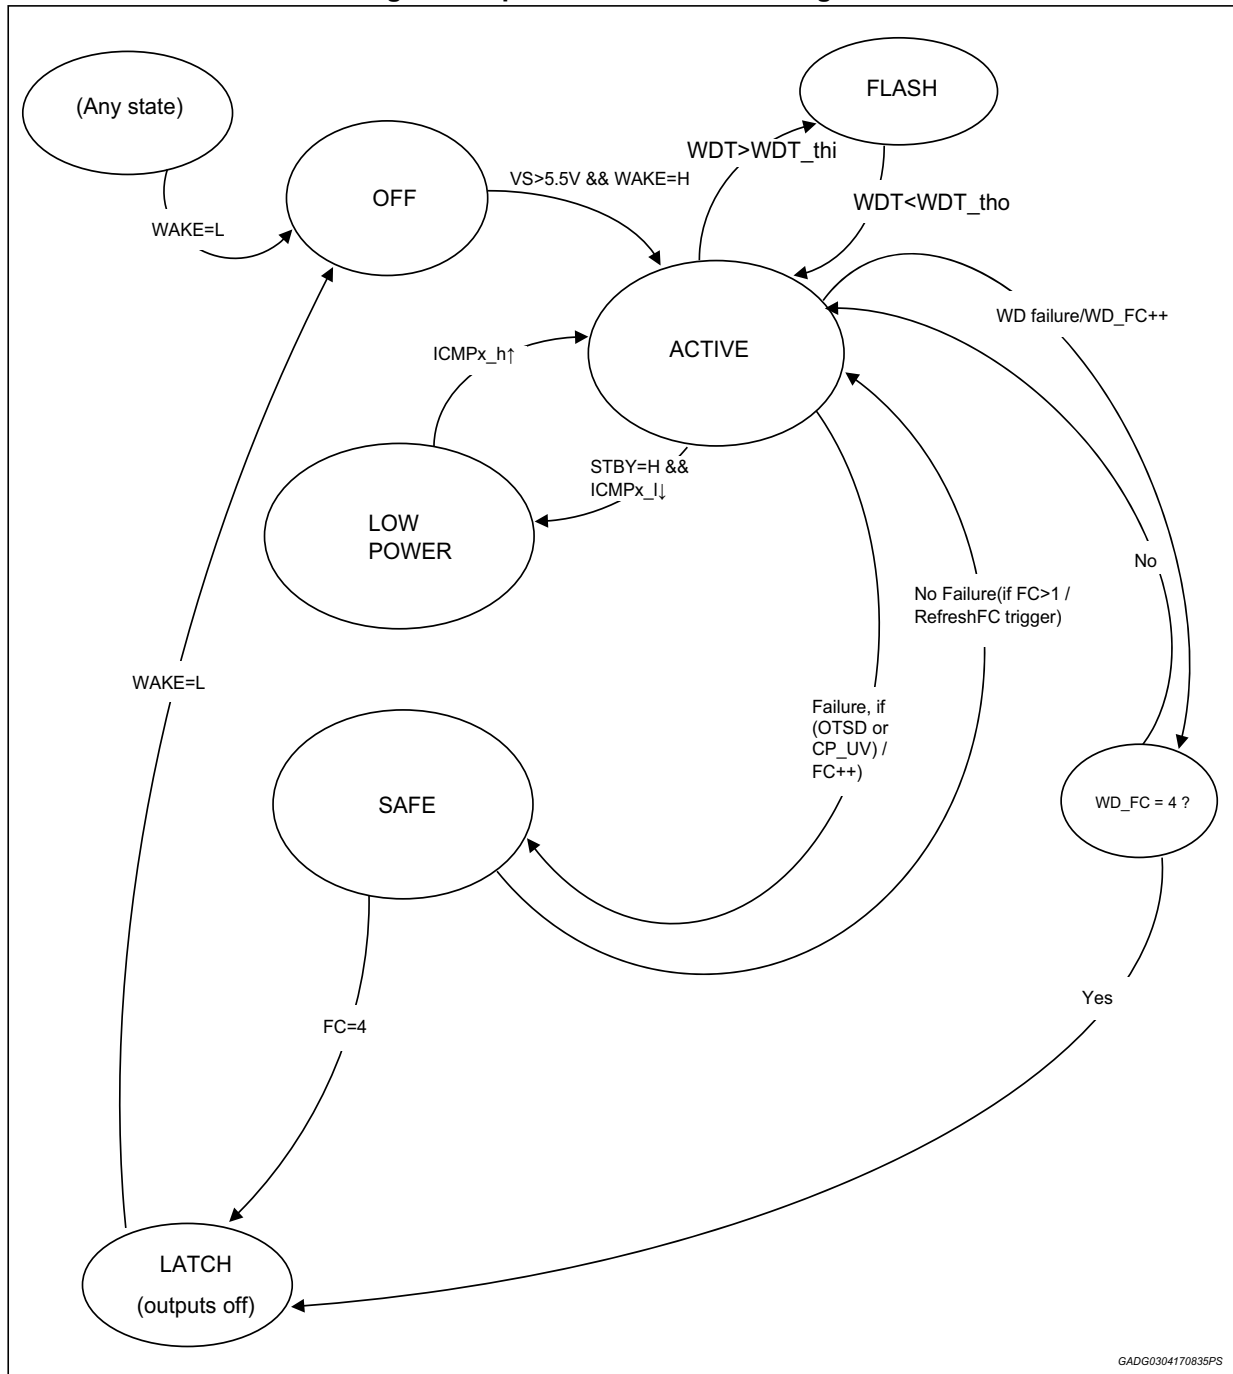 (Any state)
FLASH
WDT>WDT_thi
OFF
VS>5.5V && WAKE=H
WDT<WDT_tho
WAKE=L
WD failure/WD_FC++
ICMPx_h↑
ACTIVE
STBY=H &&
ICMPx_l↓
LOW
POWER
No
No Failure(if FC>1 /
RefreshFC trigger)
WAKE=L
Failure, if
(OTSD or
CP_UV) /
FC++)
SAFE
WD_FC = 4 ?
Yes
FC=4
LATCH
(outputs off)
GADG0304170835PS